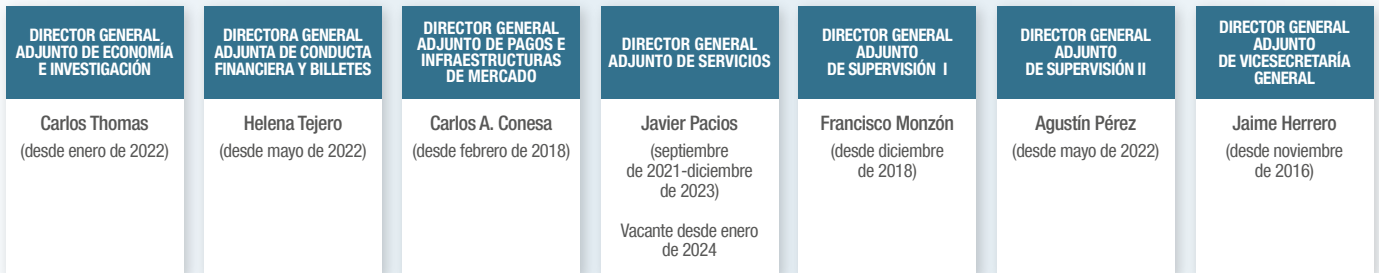 DIRECTOR GENERAL
ADJUNTO DE ECONOMÍA
E INVESTIGACIÓN
Carlos Thomas
(desde enero de 2022)
DIRECTORA GENERAL
ADJUNTA DE CONDUCTA
FINANCIERA Y BILLETES
Helena Tejero
(desde mayo de 2022)
DIRECTOR GENERAL
ADJUNTO DE PAGOS E
INFRAESTRUCTURAS
DE MERCADO
Carlos A. Conesa
(desde febrero de 2018)
DIRECTOR GENERAL
ADJUNTO DE SERVICIOS
Javier Pacios
(septiembre
de 2021-diciembre
de 2023)
Vacante desde enero
de 2024
DIRECTOR GENERAL
ADJUNTO
DE SUPERVISIÓN I
Francisco Monzón
(desde diciembre
de 2018)
DIRECTOR GENERAL
ADJUNTO
DE SUPERVISIÓN II
Agustín Pérez
(desde mayo de 2022)
DIRECTOR GENERAL
ADJUNTO
DE VICESECRETARÍA
GENERAL
Jaime Herrero
(desde noviembre
de 2016)